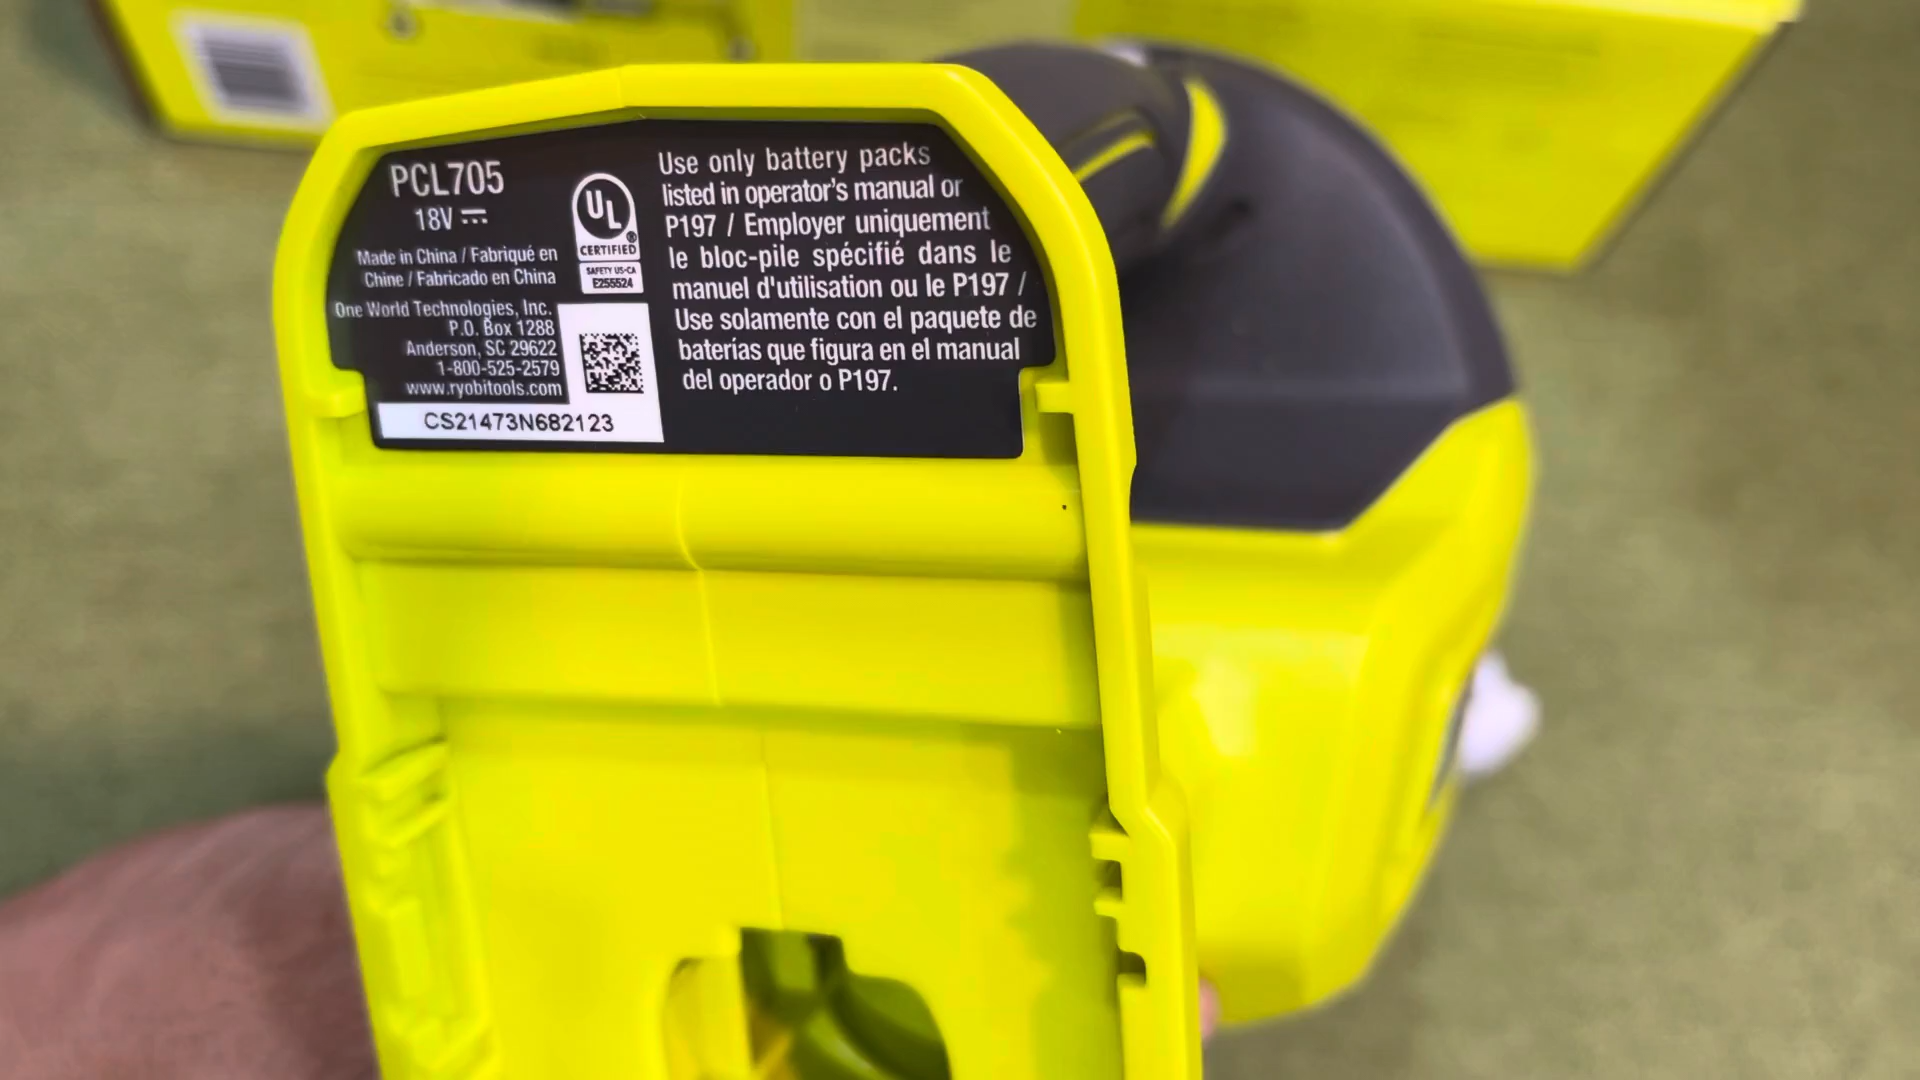 PCL705
18V ⎓
Made in China / Fabriqué en
Chine / Fabricado en China
One World Technologies, Inc.
P.O. Box 1288
Anderson, SC 29622
1-800-525-2579
www.ryobitools.com
CS21473N682123
UL
®
CERTIFIED
SAFETY US-CA
E255524
Use only battery packs
listed in operator's manual or
P197 / Employer uniquement
le bloc-pile spécifié dans le
manuel d'utilisation ou le P197 /
Use solamente con el paquete de
baterías que figura en el manual
del operador o P197.